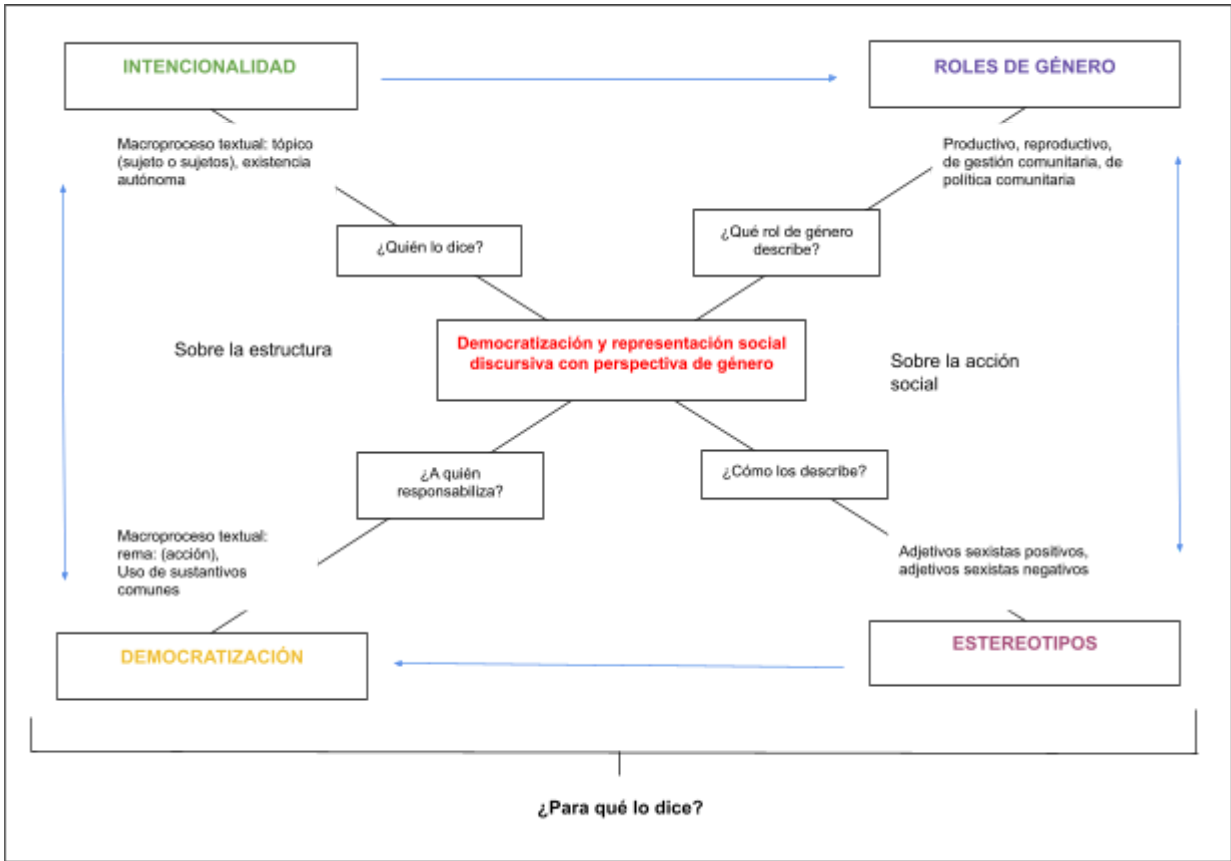 INTENCIONALIDAD
ROLES DE GÉNERO
Macroproceso textual: tópico
(sujeto o sujetos), existencia
autónoma
Productivo, reproductivo,
de gestión comunitaria, de
política comunitaria
¿Quién lo dice?
¿Qué rol de género
describe?
Sobre la estructura
Democratización y representación social
discursiva con perspectiva de género
Sobre la acción
social
¿A quién
responsabiliza?
¿Cómo los describe?
Macroproceso textual:
rema: (acción),
Uso de sustantivos
comunes
Adjetivos sexistas positivos,
adjetivos sexistas negativos
DEMOCRATIZACIÓN
ESTEREOTIPOS
¿Para qué lo dice?